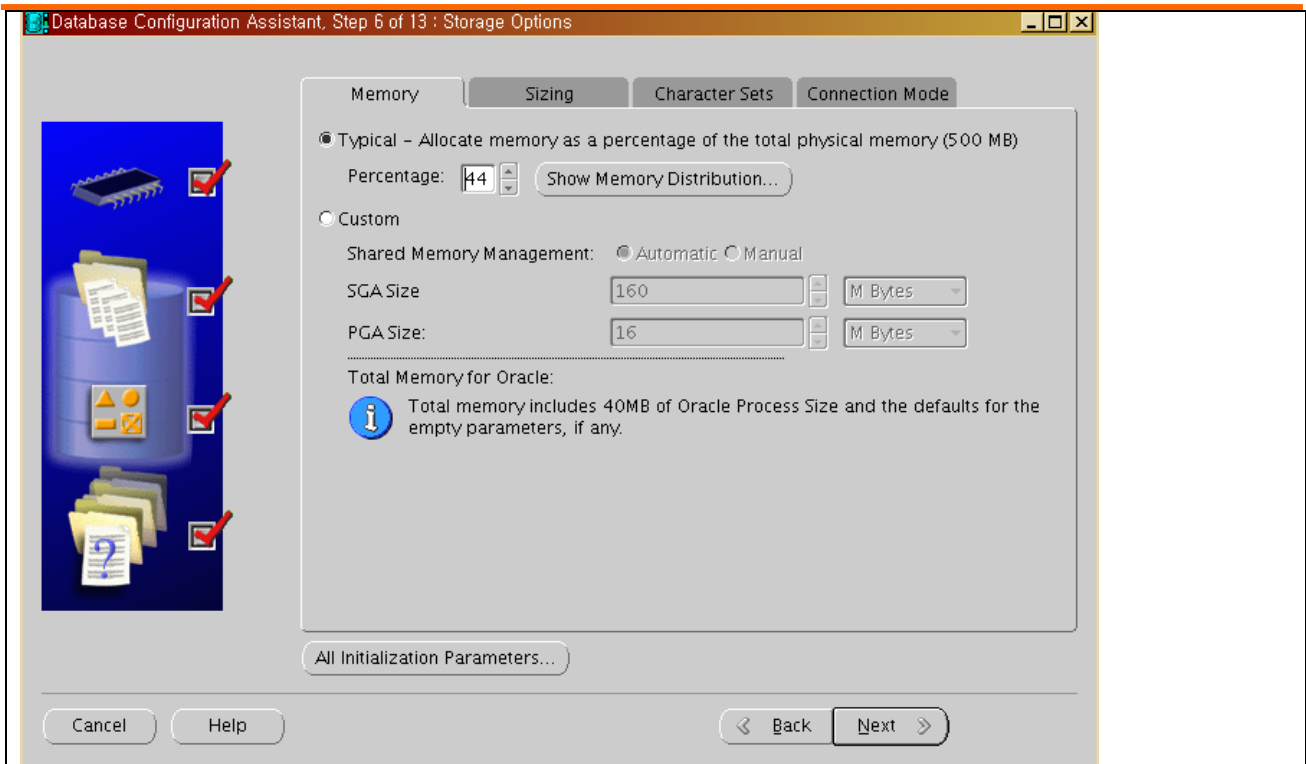 Database Configuration Assistant, Step 6 of 13 : Storage Options
Memory Sizing Character Sets Connection Mode
Typical – Allocate memory as a percentage of the total physical memory (500 MB)
Percentage: 44 Show Memory Distribution...
Custom
Shared Memory Management: Automatic Manual
SGA Size 160 M Bytes
PGA Size: 16 M Bytes
Total Memory for Oracle:
Total memory includes 40MB of Oracle Process Size and the defaults for the
empty parameters, if any.
?
All Initialization Parameters...
Cancel Help Back Next